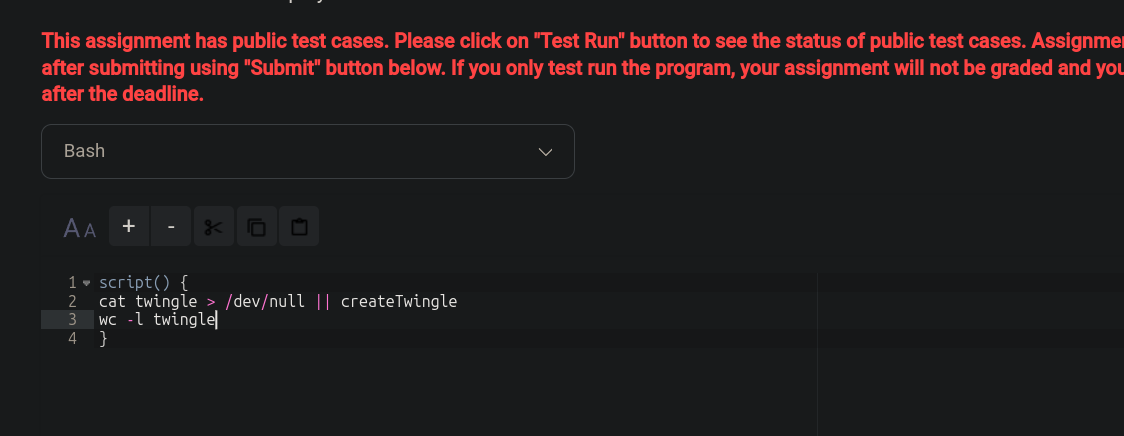 This assignment has public test cases. Please click on "Test Run" button to see the status of public test cases.
after submitting using "Submit" button below. If you only test run the program, your assignment will not be graded and
after the deadline.
Bash
AA + -
1 script() {
2 cat twingle > /dev/null || createTwingle
3 wc -l twingle
4 }